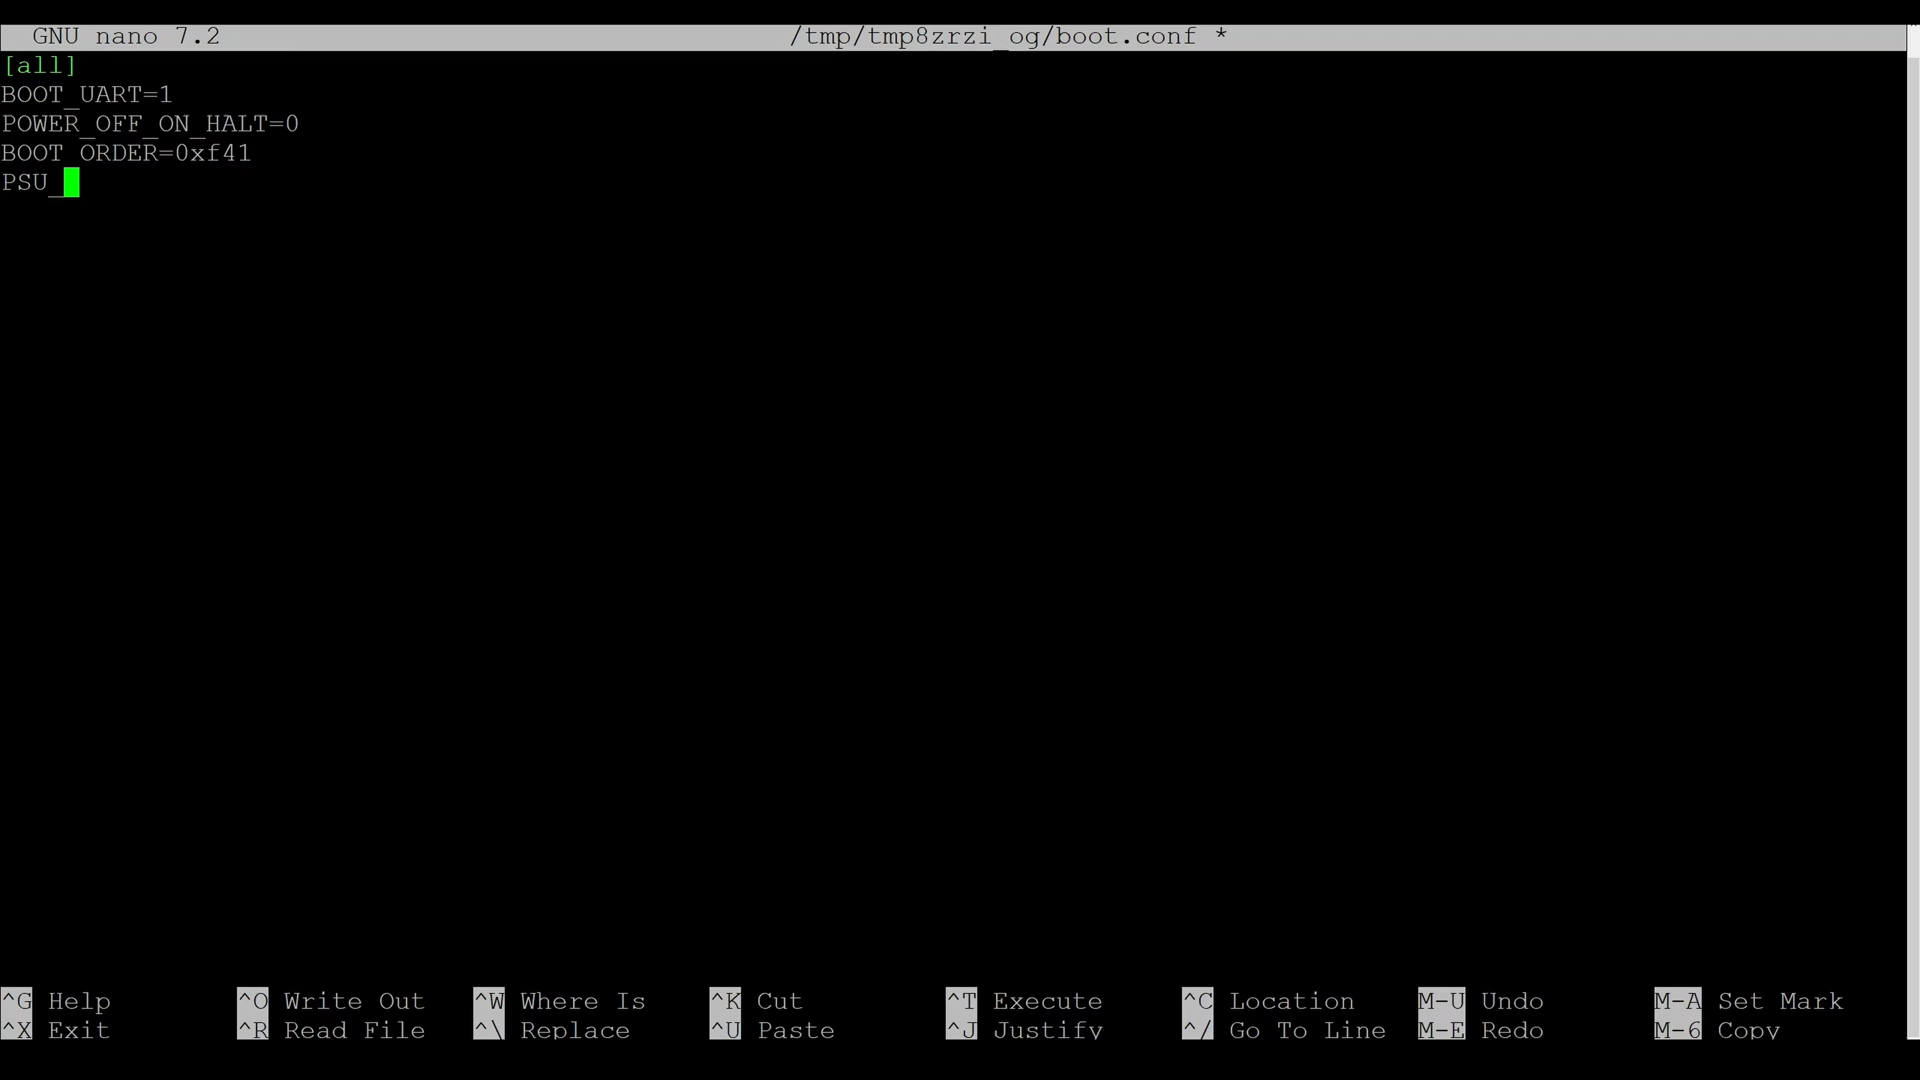 GNU nano 7.2 /tmp/tmp8zrzi_og/boot.conf *
[all]
BOOT_UART=1
POWER_OFF_ON_HALT=0
BOOT_ORDER=0xf41
PSU_
^G Help ^O Write Out ^W Where Is ^K Cut ^T Execute ^C Location M-U Undo M-A Set Mark
^X Exit ^R Read File ^\ Replace ^U Paste ^J Justify ^/ Go To Line M-E Redo M-6 Copy